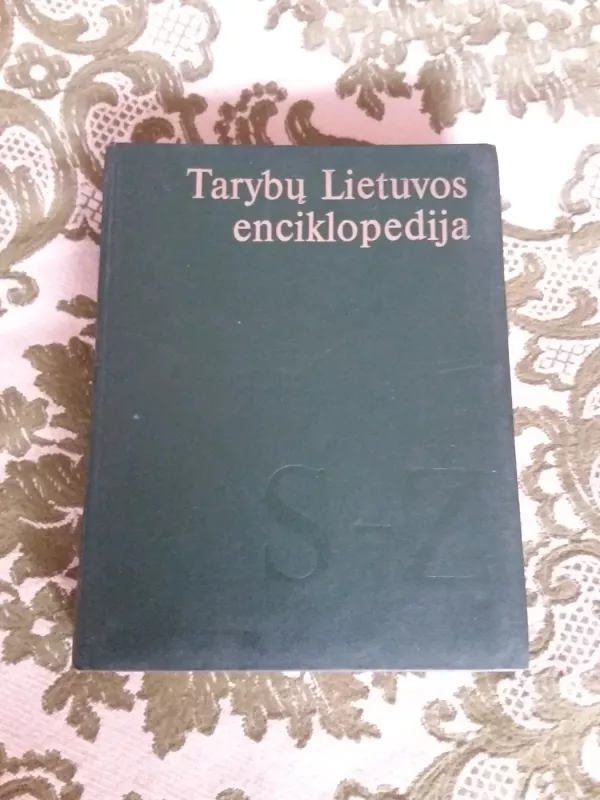 Tarybų Lietuvos
enciklopedija
S-Z